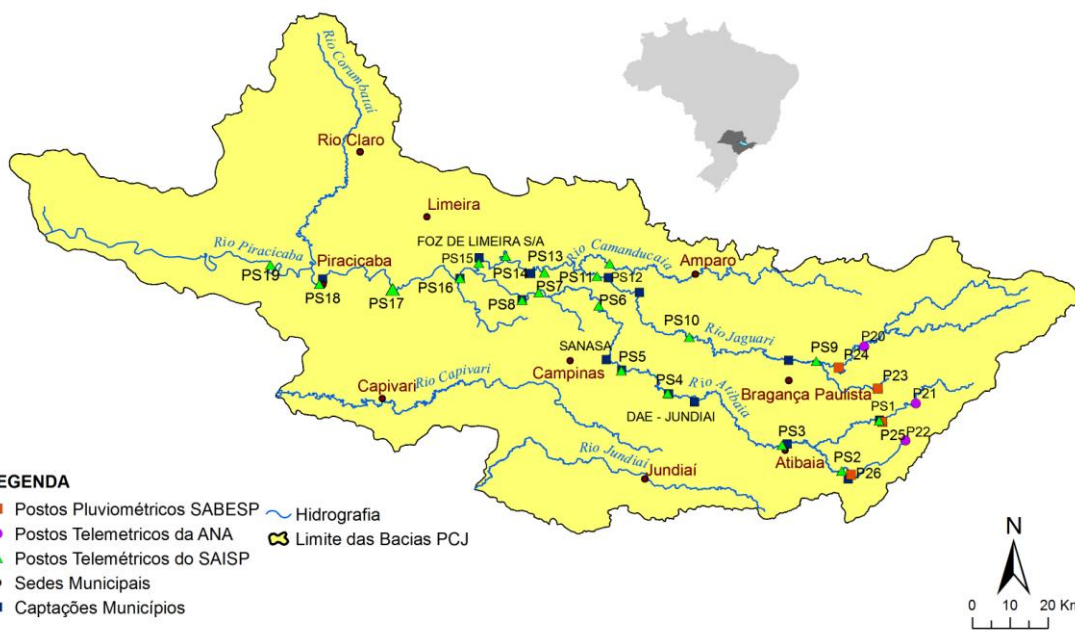 Rio Corumbataí
Rio Claro
Limeira
FOZ DE LIMEIRA S/A
Rio Piracicaba
Piracicaba
PS19
PS18
PS17
PS16
PS15
PS14
PS13
Rio Camanducaia
Amparo
PS11
PS12
PS7
PS8
PS6
PS10
Rio Jaguari
P20
PS9
P24
SANASA
Campinas
PS5
PS4
Rio Atibaia
Bragança Paulista
P23
P21
PS1
DAE - JUNDIAI
Capivari
Rio Capivari
PS3
Atibaia
P25
P22
PS2
P26
Rio Jundiaí
Jundiaí
EGENDA
Postos Pluviométricos SABESP
Postos Telemetricos da ANA
Postos Telemétricos do SAISP
Sedes Municipais
Captações Municípios
Hidrografia
Limite das Bacias PCJ
N
0 10 20 Km